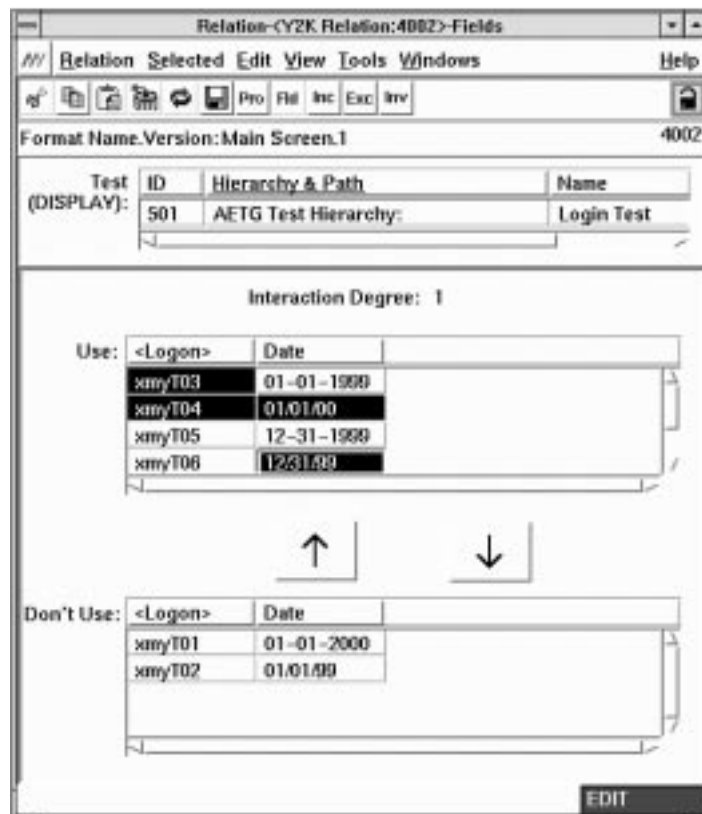 Relation-<Y2K Relation:4002>-Fields
Relation Selected Edit View Tools Windows Help
Pro Fld Inc Exc Inv
Format Name.Version:Main Screen.1 4002
Test (DISPLAY): ID Hierarchy & Path Name
501 AETG Test Hierarchy: Login Test
Interaction Degree: 1
Use: <Logon> Date
xmyT03 01-01-1999
xmyT04 01/01/00
xmyT05 12-31-1999
xmyT06 12/31/99
Don't Use: <Logon> Date
xmyT01 01-01-2000
xmyT02 01/01/99
EDIT